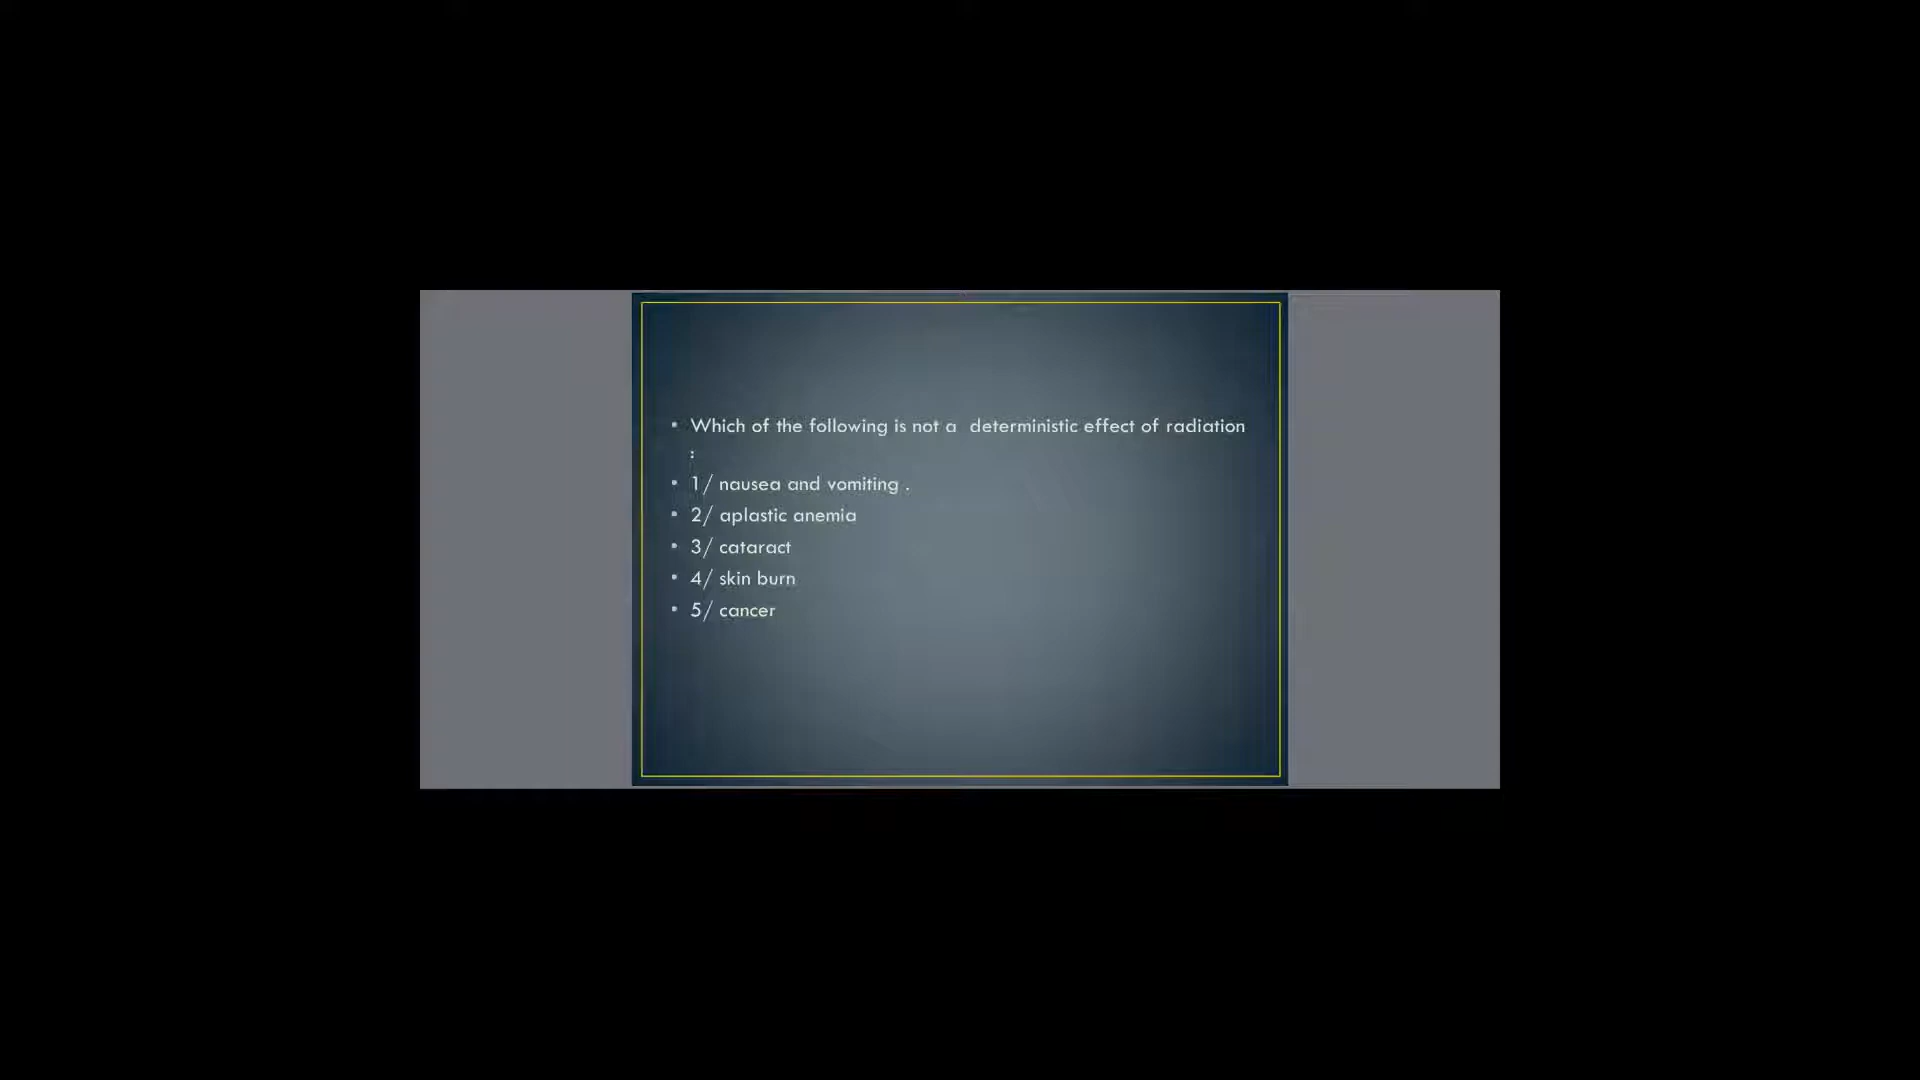 • Which of the following is not a  deterministic effect of radiation
:
• 1/ nausea and vomiting .
• 2/ aplastic anemia
• 3/ cataract
• 4/ skin burn
• 5/ cancer